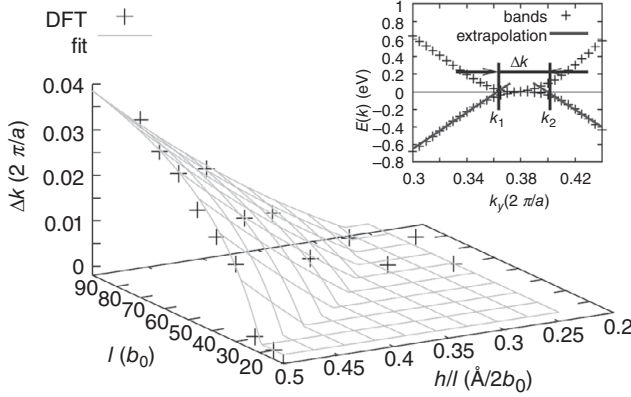 DFT
fit
0.04
0.03
0.02
0.01
0
Δk (2 π/a)
90 80 70 60 50 40 30 20
l (b₀)
0.5 0.45 0.4 0.35 0.3 0.25 0.2
h/l (Å/2b₀)
bands
extrapolation
Δk
k₁ k₂
E(k) (eV)
1
0.8
0.6
0.4
0.2
0
−0.2
−0.4
−0.6
−0.8
0.3 0.34 0.38 0.42
k_y(2 π/a)